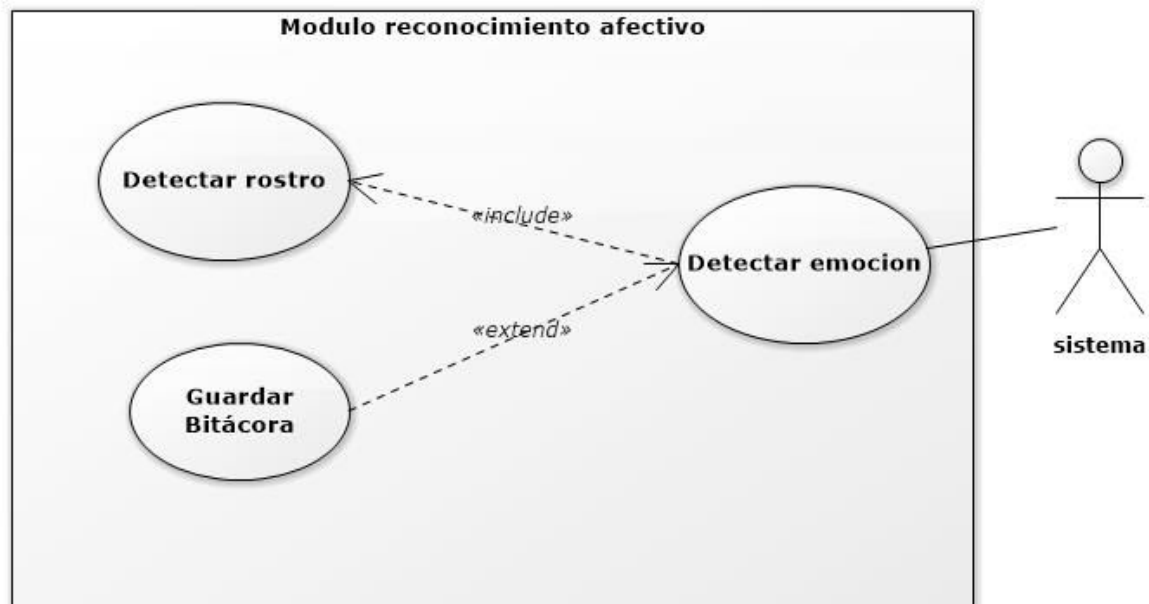 Modulo reconocimiento afectivo
Detectar rostro
«include»
Detectar emocion
«extend»
sistema
Guardar
Bitácora